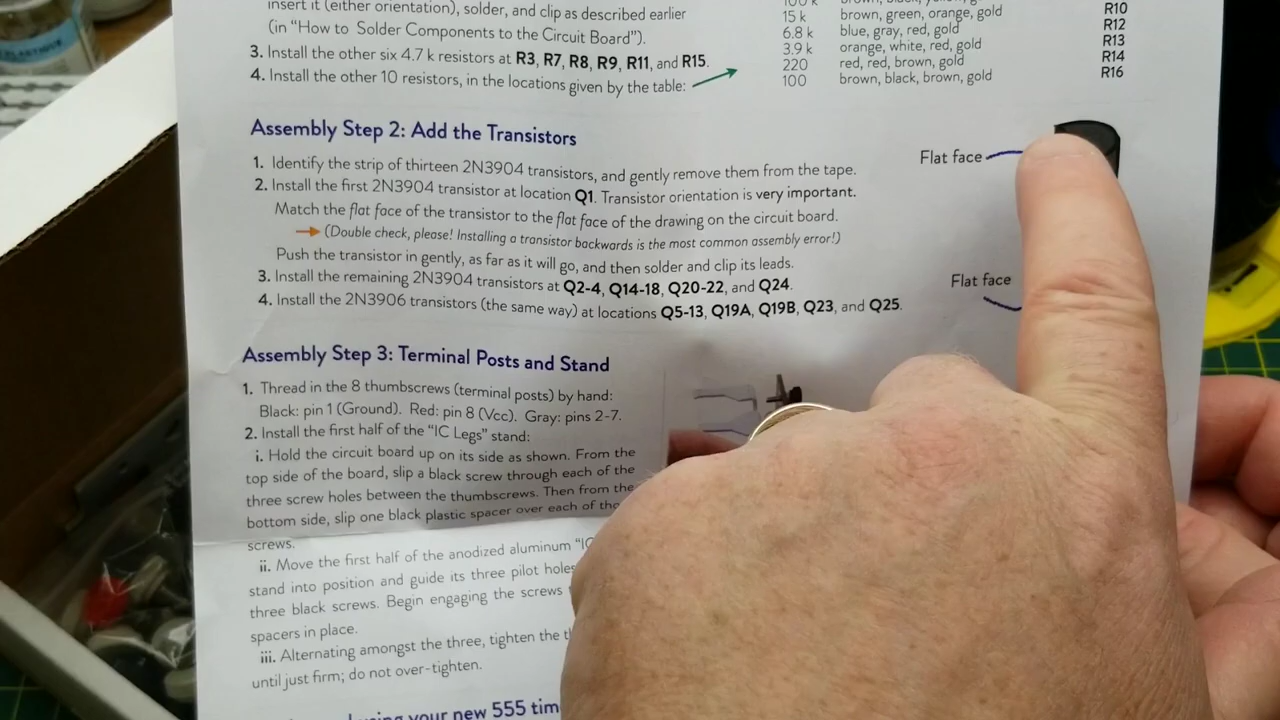 insert it (either orientation), solder, and clip as described earlier
(in "How to Solder Components to the Circuit Board").
3. Install the other six 4.7 k resistors at R3, R7, R8, R9, R11, and R15.
4. Install the other 10 resistors, in the locations given by the table:
100 k
15 k brown, green, orange, gold R10
6.8 k blue, gray, red, gold R12
3.9 k orange, white, red, gold R13
220 red, red, brown, gold R14
100 brown, black, brown, gold R16
Assembly Step 2: Add the Transistors
1. Identify the strip of thirteen 2N3904 transistors, and gently remove them from the tape.
2. Install the first 2N3904 transistor at location Q1. Transistor orientation is very important.
Match the flat face of the transistor to the flat face of the drawing on the circuit board.
(Double check, please! Installing a transistor backwards is the most common assembly error!)
Push the transistor in gently, as far as it will go, and then solder and clip its leads.
3. Install the remaining 2N3904 transistors at Q2-4, Q14-18, Q20-22, and Q24.
4. Install the 2N3906 transistors (the same way) at locations Q5-13, Q19A, Q19B, Q23, and Q25.
Flat face
Flat face
Assembly Step 3: Terminal Posts and Stand
1. Thread in the 8 thumbscrews (terminal posts) by hand:
Black: pin 1 (Ground). Red: pin 8 (Vcc). Gray: pins 2-7.
2. Install the first half of the "IC Legs" stand:
i. Hold the circuit board up on its side as shown. From the
top side of the board, slip a black screw through each of the
three screw holes between the thumbscrews. Then from the
bottom side, slip one black plastic spacer over each of the
screws.
ii. Move the first half of the anodized aluminum "IC
stand into position and guide its three pilot holes
three black screws. Begin engaging the screws
spacers in place.
iii. Alternating amongst the three, tighten the
until just firm; do not over-tighten.
your new 555